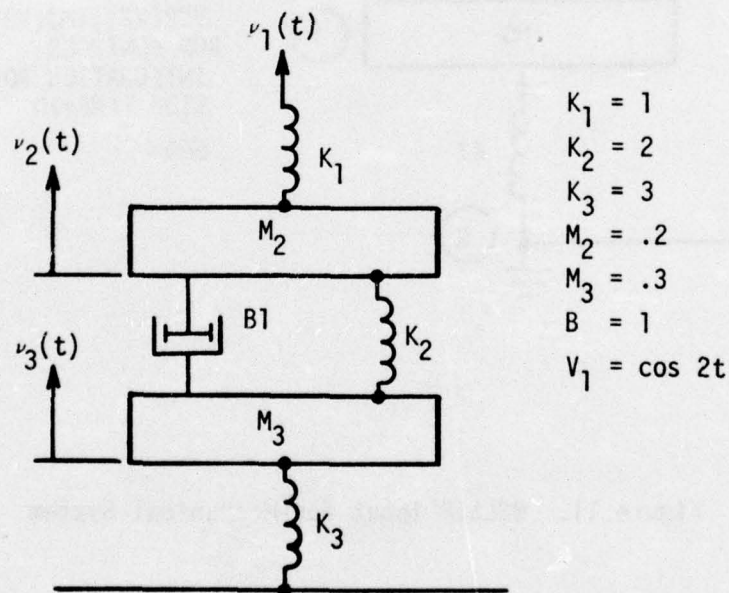 ν₁(t)
K₁
ν₂(t)
M₂
B1
K₂
ν₃(t)
M₃
K₃
K₁ = 1
K₂ = 2
K₃ = 3
M₂ = .2
M₃ = .3
B = 1
V₁ = cos 2t